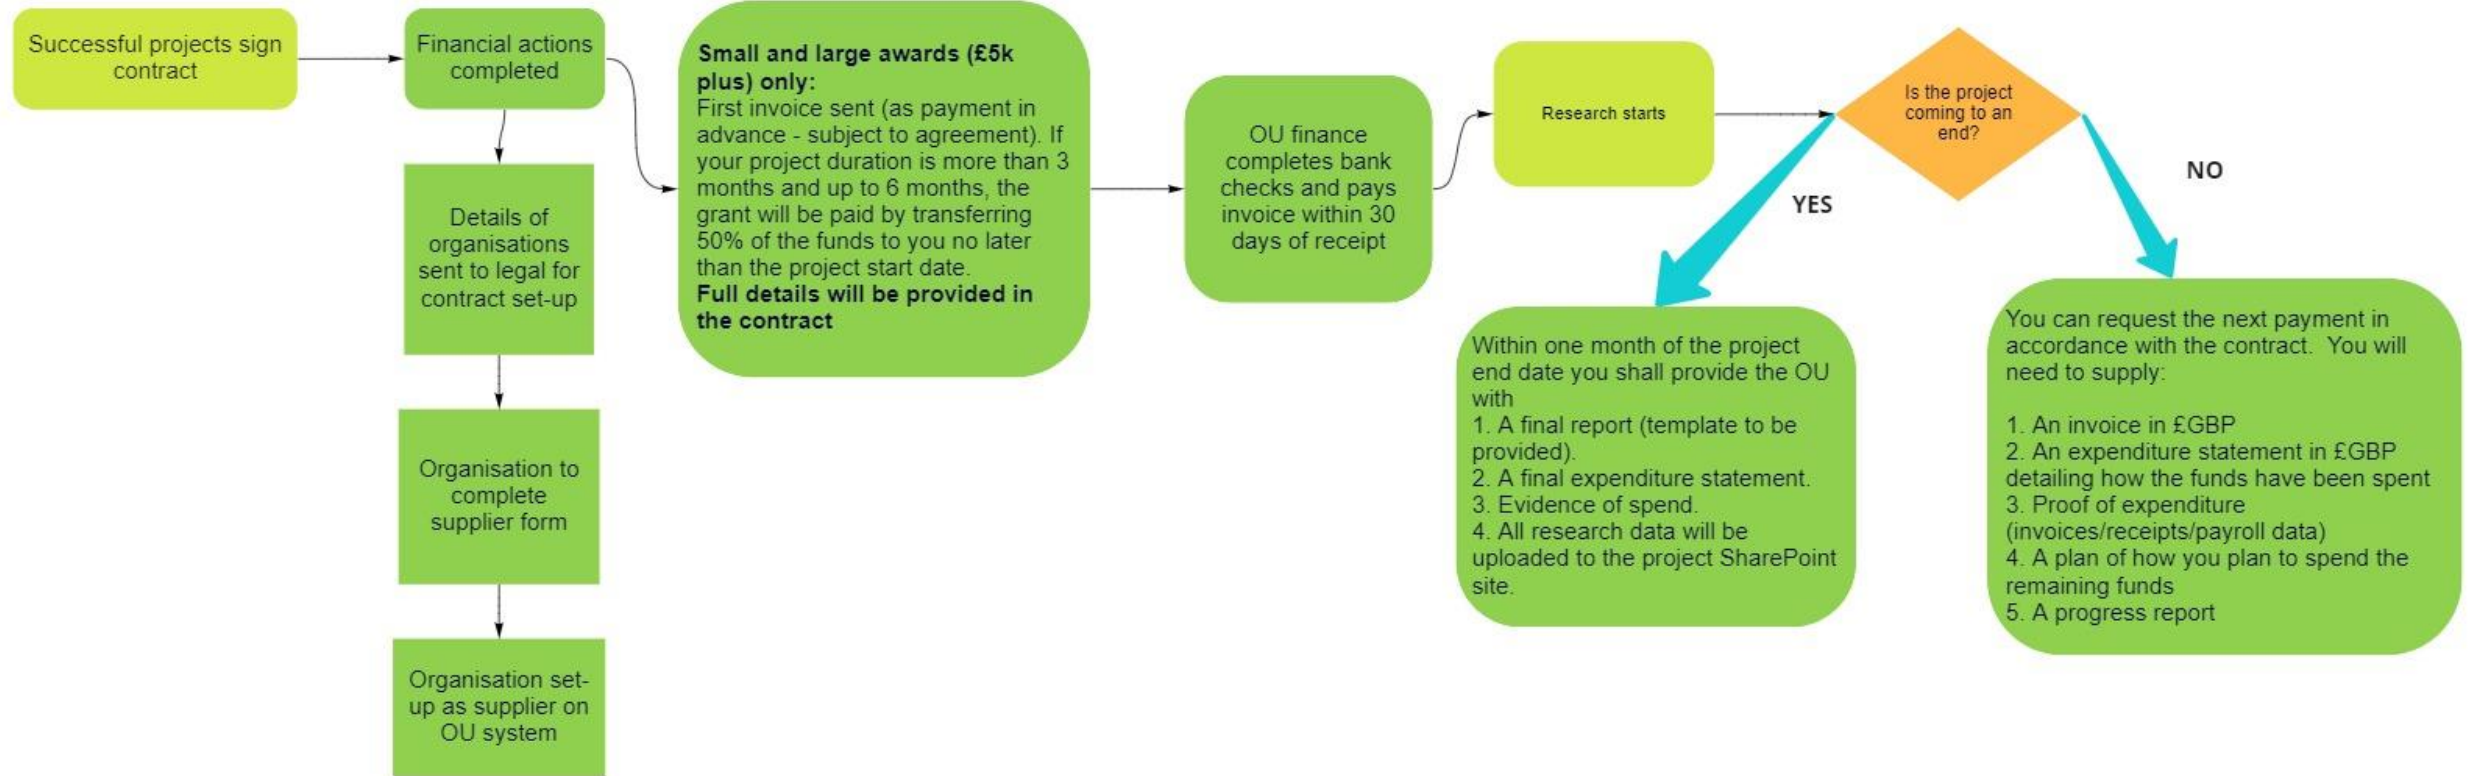 Successful projects sign
contract
Financial actions
completed
Details of
organisations
sent to legal for
contract set-up
Organisation to
complete
supplier form
Organisation set-
up as supplier on
OU system
Small and large awards (£5k
plus) only:
First invoice sent (as payment in
advance - subject to agreement). If
your project duration is more than 3
months and up to 6 months, the
grant will be paid by transferring
50% of the funds to you no later
than the project start date.
Full details will be provided in
the contract
OU finance
completes bank
checks and pays
invoice within 30
days of receipt
Research starts
Is the project
coming to an
end?
YES
NO
Within one month of the project
end date you shall provide the OU
with
1. A final report (template to be
provided).
2. A final expenditure statement.
3. Evidence of spend.
4. All research data will be
uploaded to the project SharePoint
site.
You can request the next payment in
accordance with the contract.  You will
need to supply:
1. An invoice in £GBP
2. An expenditure statement in £GBP
detailing how the funds have been spent
3. Proof of expenditure
(invoices/receipts/payroll data)
4. A plan of how you plan to spend the
remaining funds
5. A progress report